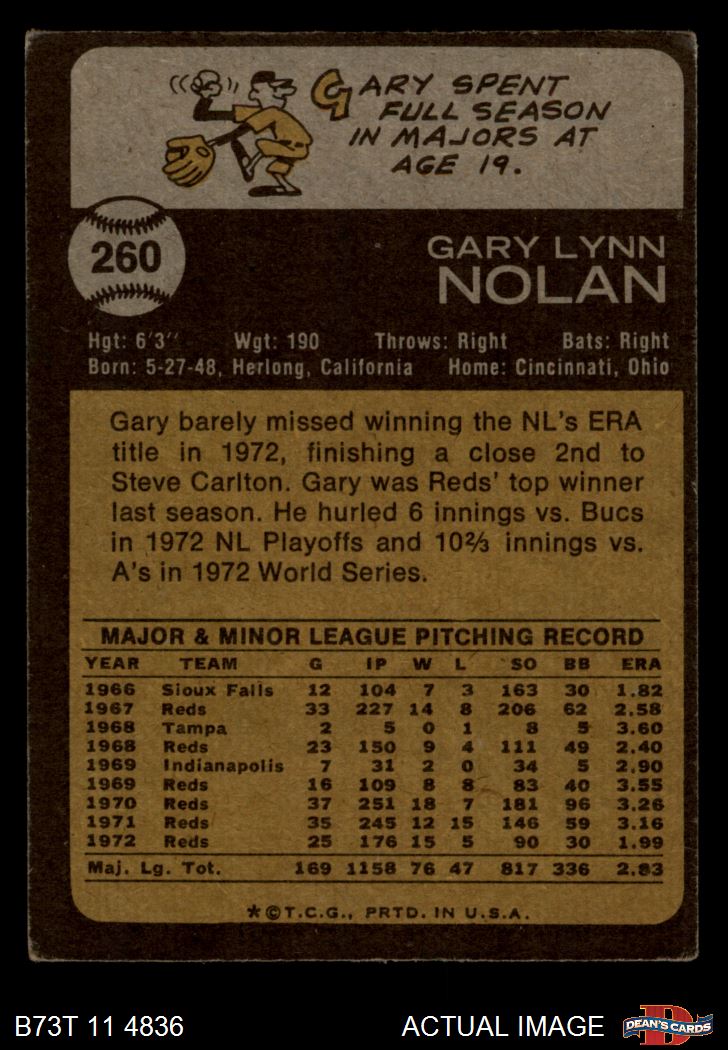 GARY SPENT
FULL SEASON
IN MAJORS AT
AGE 19.
260
GARY LYNN
NOLAN
Hgt: 6'3'' Wgt: 190 Throws: Right Bats: Right
Born: 5-27-48, Herlong, California Home: Cincinnati, Ohio
Gary barely missed winning the NL's ERA
title in 1972, finishing a close 2nd to
Steve Carlton. Gary was Reds' top winner
last season. He hurled 6 innings vs. Bucs
in 1972 NL Playoffs and 10⅔ innings vs.
A's in 1972 World Series.
MAJOR & MINOR LEAGUE PITCHING RECORD
YEAR TEAM G IP W L SO BB ERA
1966 Sioux Falls 12 104 7 3 163 30 1.82
1967 Reds 33 227 14 8 206 62 2.58
1968 Tampa 2 5 0 1 8 5 3.60
1968 Reds 23 150 9 4 111 49 2.40
1969 Indianapolis 7 31 2 0 34 5 2.90
1969 Reds 16 109 8 8 83 40 3.55
1970 Reds 37 251 18 7 181 96 3.26
1971 Reds 35 245 12 15 146 59 3.16
1972 Reds 25 176 15 5 90 30 1.99
Maj. Lg. Tot. 169 1158 76 47 817 336 2.83
*©T.C.G., PRTD. IN U.S.A.
B73T 11 4836 ACTUAL IMAGE D DEAN'S CARDS